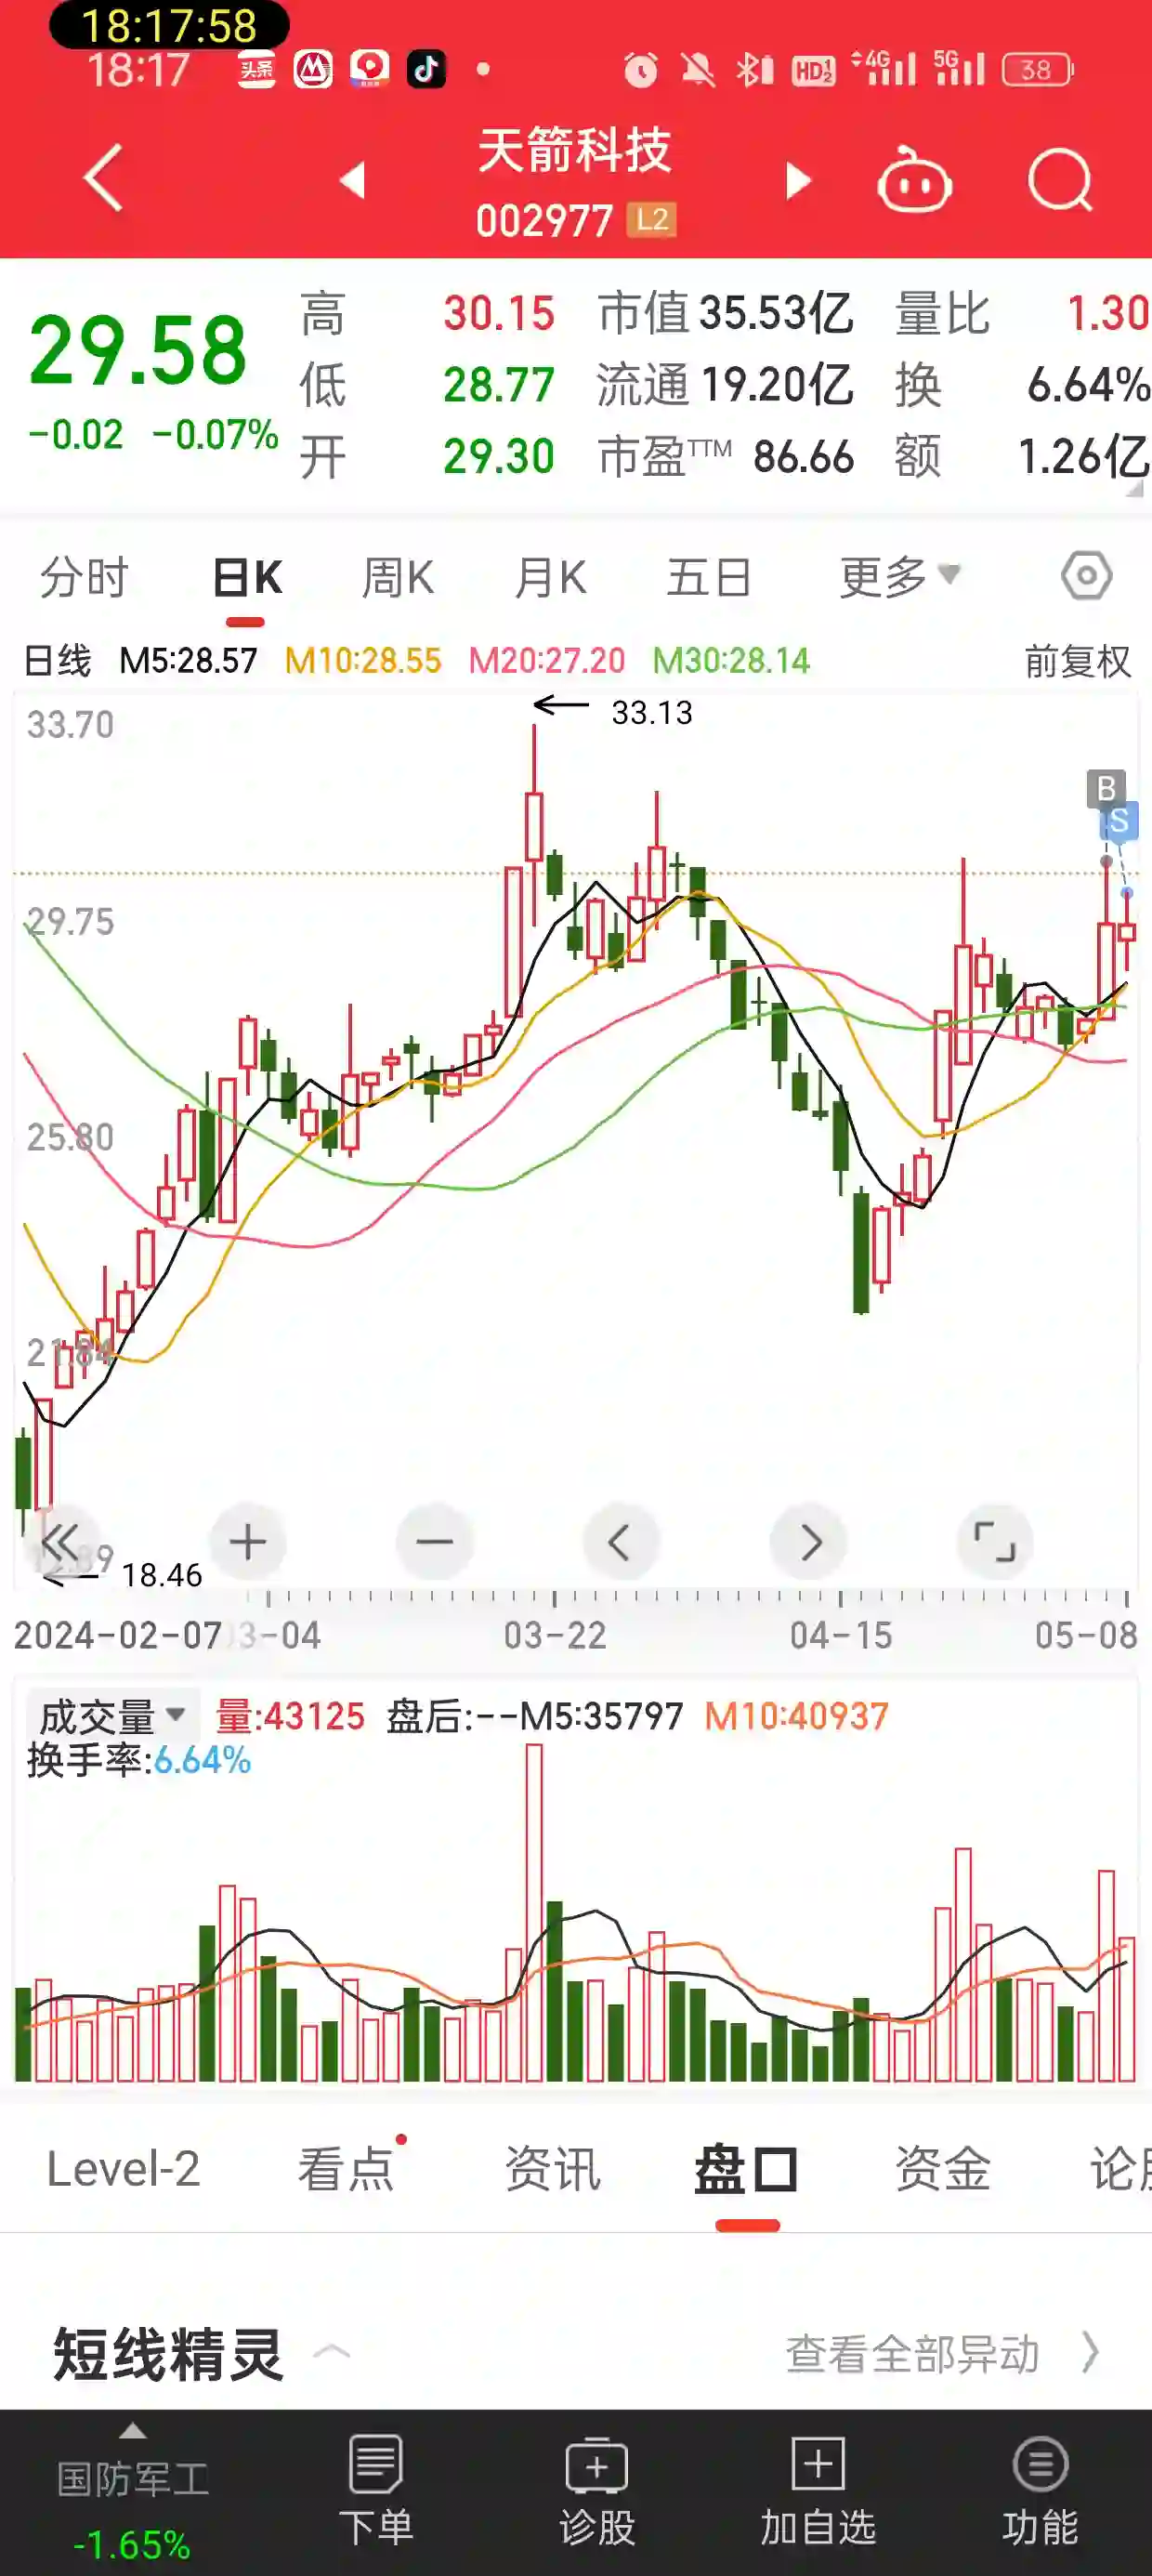 18:17:58
18:17 头条 HD1 2 4G 5G 38
天箭科技
002977 L2
29.58
-0.02 -0.07%
高 30.15 市值 35.53亿 量比 1.30
低 28.77 流通 19.20亿 换 6.64%
开 29.30 市盈TTM 86.66 额 1.26亿
分时 日K 周K 月K 五日 更多
日线 M5:28.57 M10:28.55 M20:27.20 M30:28.14 前复权
33.70
33.13
B
S
29.75
25.80
21.84
18.46
2024-02-07 03-04 03-22 04-15 05-08
成交量 量:43125 盘后:--M5:35797 M10:40937
换手率:6.64%
Level-2 看点 资讯 盘口 资金 论
短线精灵 查看全部异动
国防军工
-1.65%
下单 诊股 加自选 功能